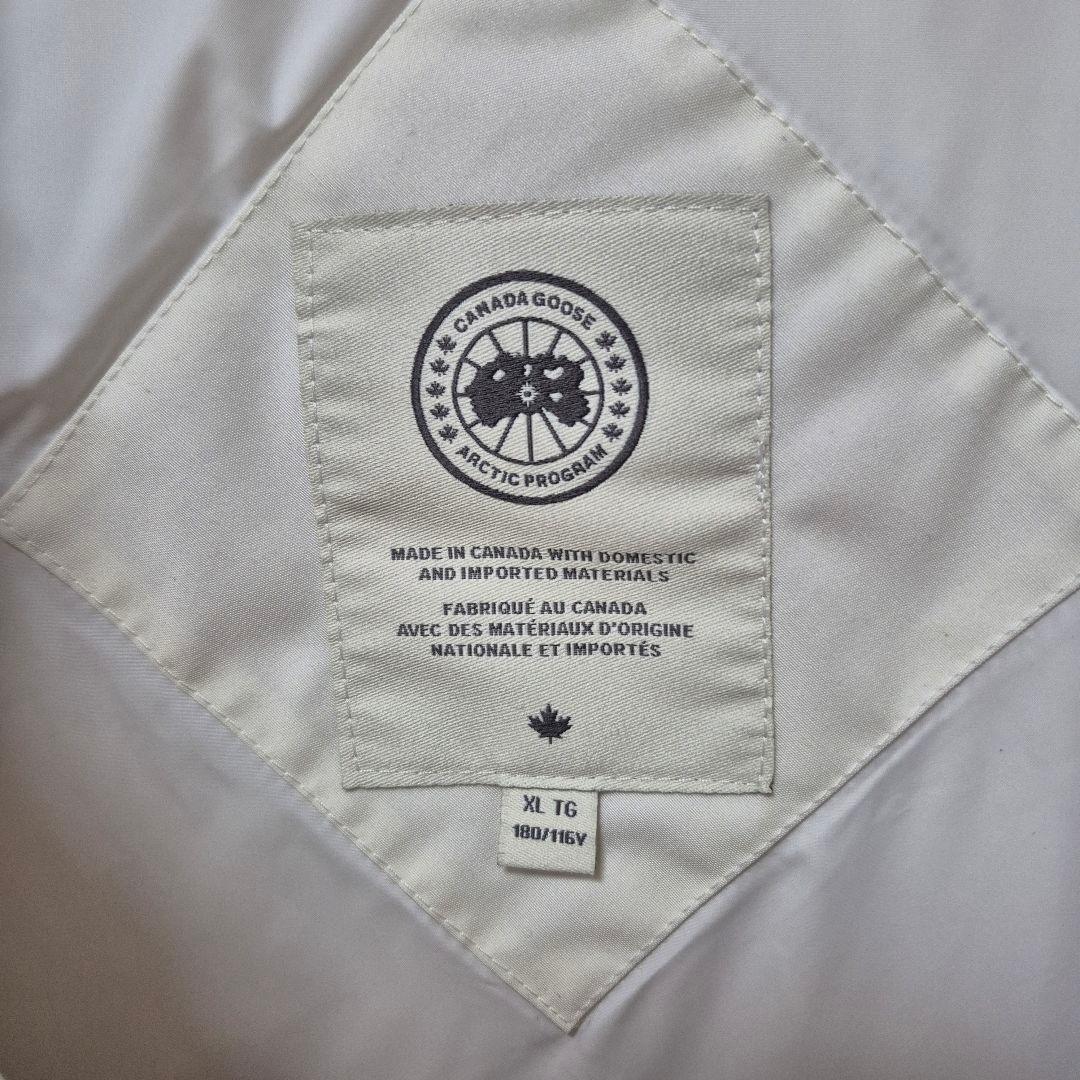 CANADA GOOSE
ARCTIC PROGRAM
MADE IN CANADA WITH DOMESTIC
AND IMPORTED MATERIALS
FABRIQUÉ AU CANADA
AVEC DES MATÉRIAUX D'ORIGINE
NATIONALE ET IMPORTÉS
XL TG
180/116Y